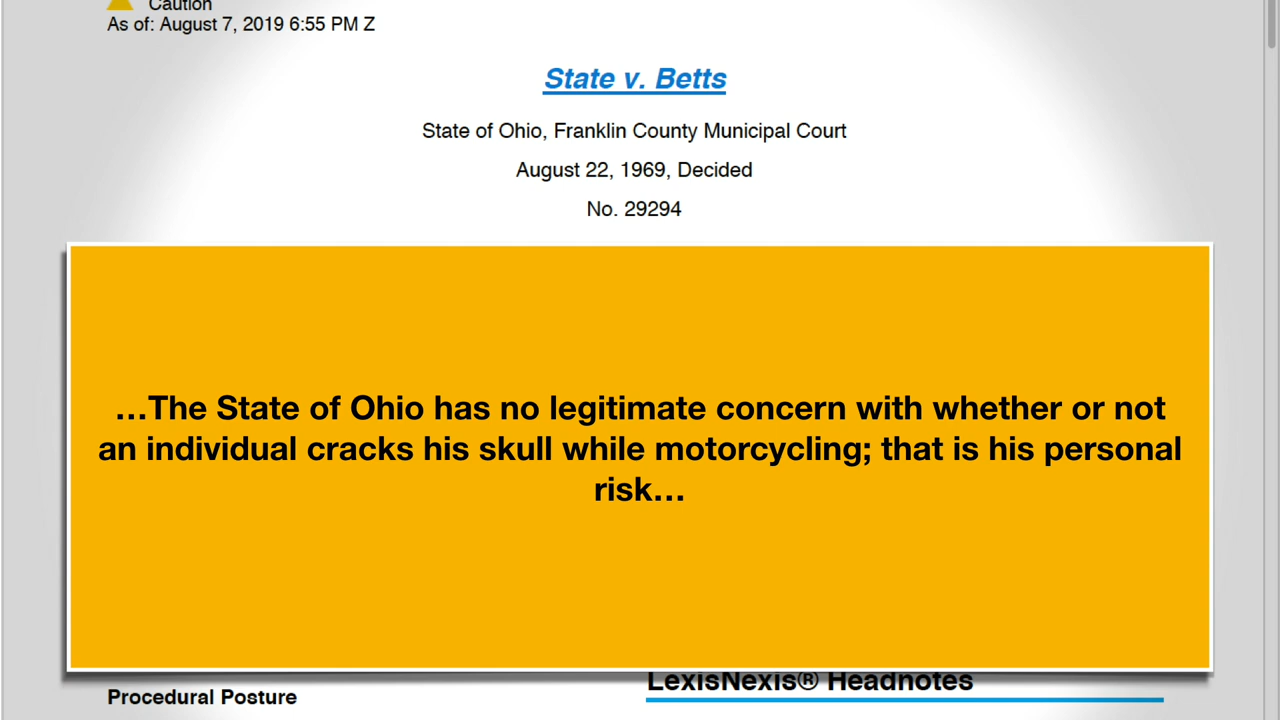 Caution
As of: August 7, 2019 6:55 PM Z
State v. Betts
State of Ohio, Franklin County Municipal Court
August 22, 1969, Decided
No. 29294
…The State of Ohio has no legitimate concern with whether or not
an individual cracks his skull while motorcycling; that is his personal
risk…
LexisNexis® Headnotes
Procedural Posture